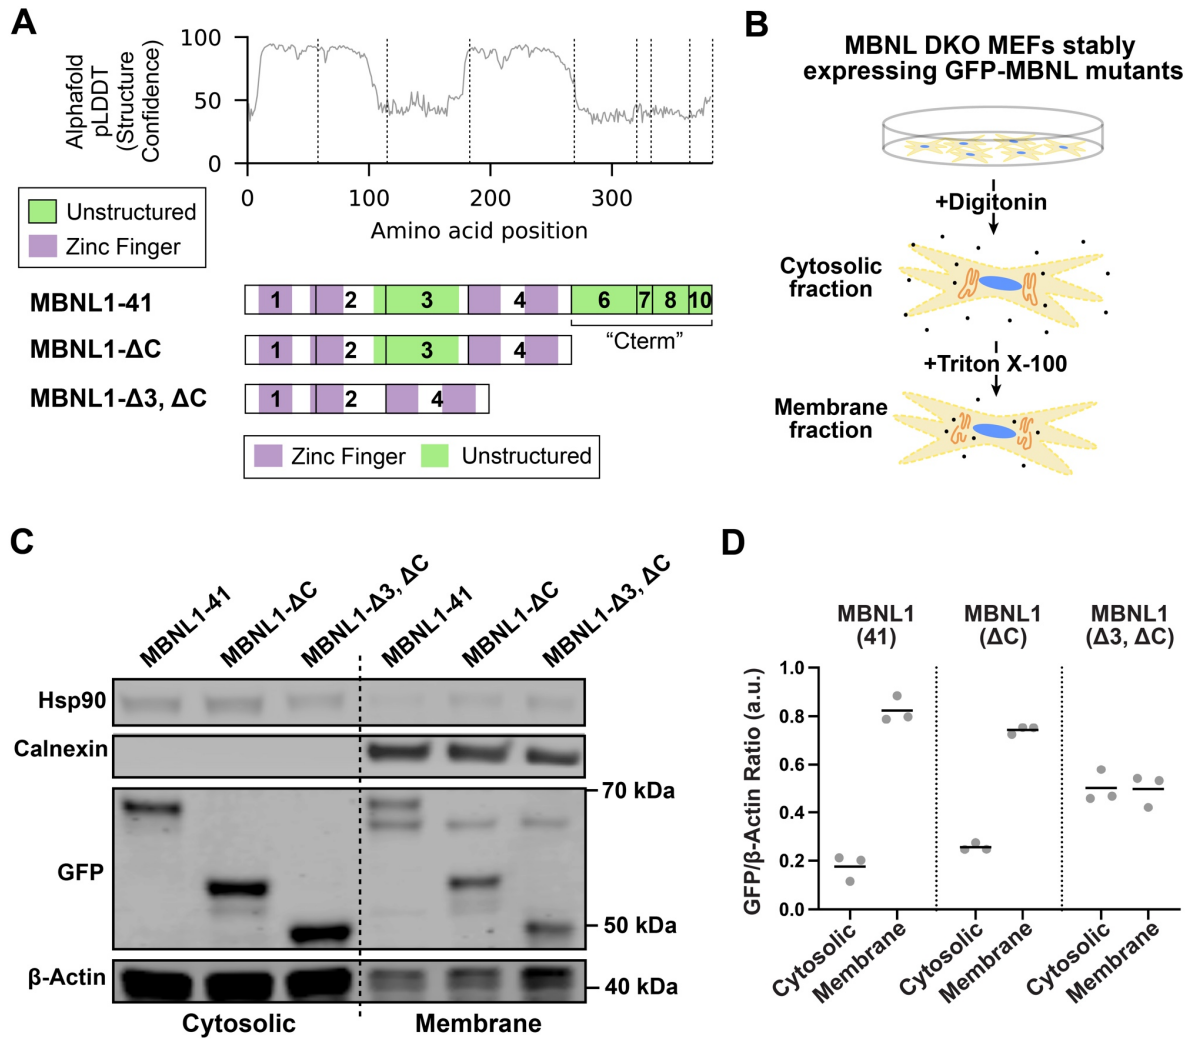 A
Alphafold
pLDDT
(Structure
Confidence)
100
50
0
0
100
200
300
Amino acid position
Unstructured
Zinc Finger
MBNL1-41
1
2
3
4
6
7
8
10
"Cterm"
MBNL1-ΔC
1
2
3
4
MBNL1-Δ3, ΔC
1
2
4
Zinc Finger
Unstructured
B
MBNL DKO MEFs stably
expressing GFP-MBNL mutants
+Digitonin
Cytosolic
fraction
+Triton X-100
Membrane
fraction
C
MBNL1-41
MBNL1-ΔC
MBNL1-Δ3, ΔC
MBNL1-41
MBNL1-ΔC
MBNL1-Δ3, ΔC
Hsp90
Calnexin
70 kDa
GFP
50 kDa
β-Actin
40 kDa
Cytosolic
Membrane
D
MBNL1
(41)
MBNL1
(ΔC)
MBNL1
(Δ3, ΔC)
GFP/β-Actin Ratio (a.u.)
1.0
0.8
0.6
0.4
0.2
0.0
Cytosolic
Membrane
Cytosolic
Membrane
Cytosolic
Membrane